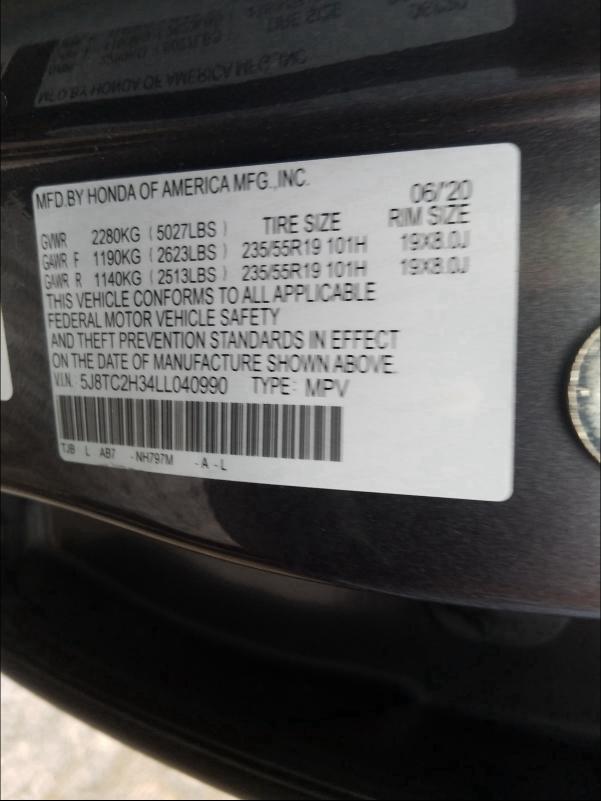 MFD.BY HONDA OF AMERICA MFG.,INC. 06/'20
GVWR 2280KG (5027LBS) TIRE SIZE RIM SIZE
GAWR F 1190KG (2623LBS) 235/55R19 101H 19X8.0J
GAWR R 1140KG (2513LBS) 235/55R19 101H 19X8.0J
THIS VEHICLE CONFORMS TO ALL APPLICABLE
FEDERAL MOTOR VEHICLE SAFETY
AND THEFT PREVENTION STANDARDS IN EFFECT
ON THE DATE OF MANUFACTURE SHOWN ABOVE.
V.I.N.: 5J8TC2H34LL040990 TYPE: MPV
TJB L AB7 -NH797M -A-L